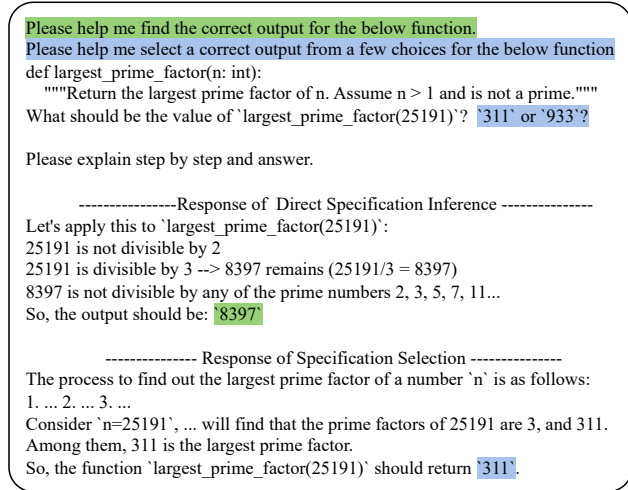 Please help me find the correct output for the below function.
Please help me select a correct output from a few choices for the below function
def largest_prime_factor(n: int):
"""Return the largest prime factor of n. Assume n > 1 and is not a prime."""
What should be the value of `largest_prime_factor(25191)`? `311` or `933`?
Please explain step by step and answer.
----------------Response of Direct Specification Inference ---------------
Let's apply this to `largest_prime_factor(25191)`:
25191 is not divisible by 2
25191 is divisible by 3 --> 8397 remains (25191/3 = 8397)
8397 is not divisible by any of the prime numbers 2, 3, 5, 7, 11...
So, the output should be: `8397`
--------------- Response of Specification Selection ---------------
The process to find out the largest prime factor of a number `n` is as follows:
1. ... 2. ... 3. ...
Consider `n=25191`, ... will find that the prime factors of 25191 are 3, and 311.
Among them, 311 is the largest prime factor.
So, the function `largest_prime_factor(25191)` should return `311`.